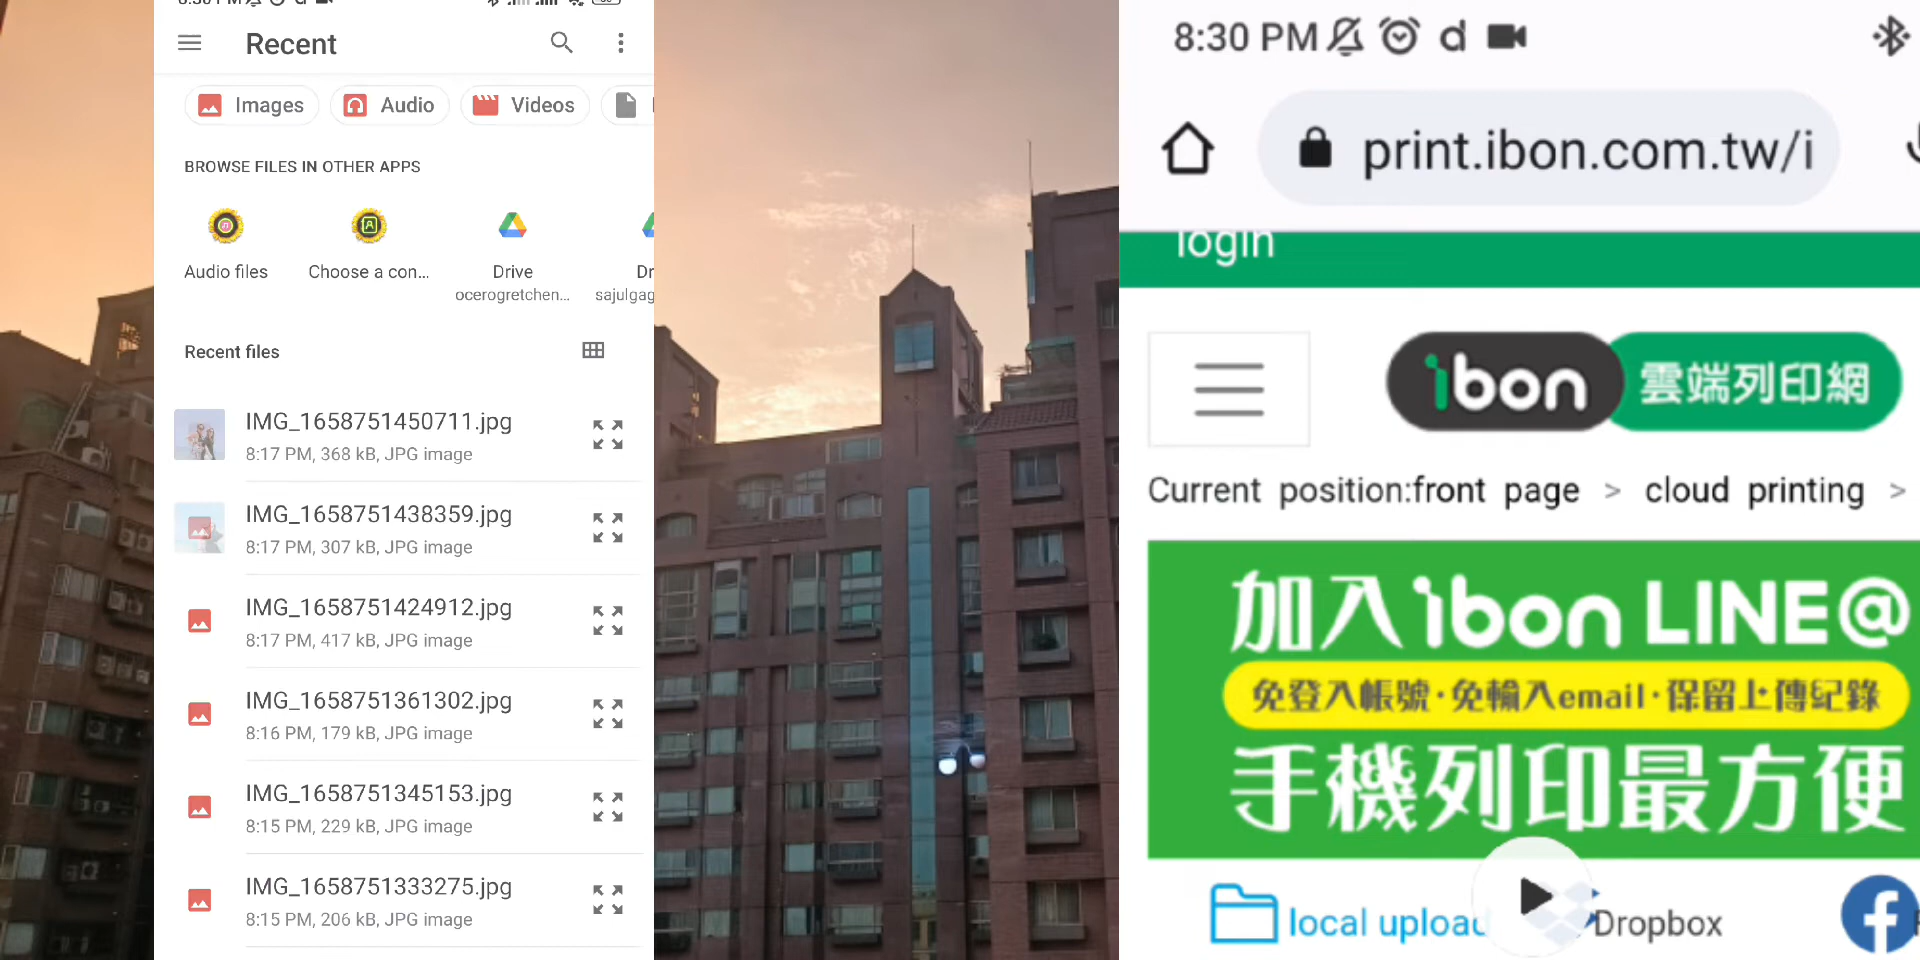 8:30 PM
Recent
Images
Audio
Videos
BROWSE FILES IN OTHER APPS
Audio files
Choose a con...
Drive
ocerogretchen...
Dr
sajulgag
Recent files
IMG_1658751450711.jpg
8:17 PM, 368 kB, JPG image
IMG_1658751438359.jpg
8:17 PM, 307 kB, JPG image
IMG_1658751424912.jpg
8:17 PM, 417 kB, JPG image
IMG_1658751361302.jpg
8:16 PM, 179 kB, JPG image
IMG_1658751345153.jpg
8:15 PM, 229 kB, JPG image
IMG_1658751333275.jpg
8:15 PM, 206 kB, JPG image
8:30 PM d
print.ibon.com.tw/i
login
ibon 雲端列印網
Current position:front page > cloud printing >
加入ibon LINE@
免登入帳號·免輸入email·保留上傳紀錄
手機列印最方便
local upload
Dropbox